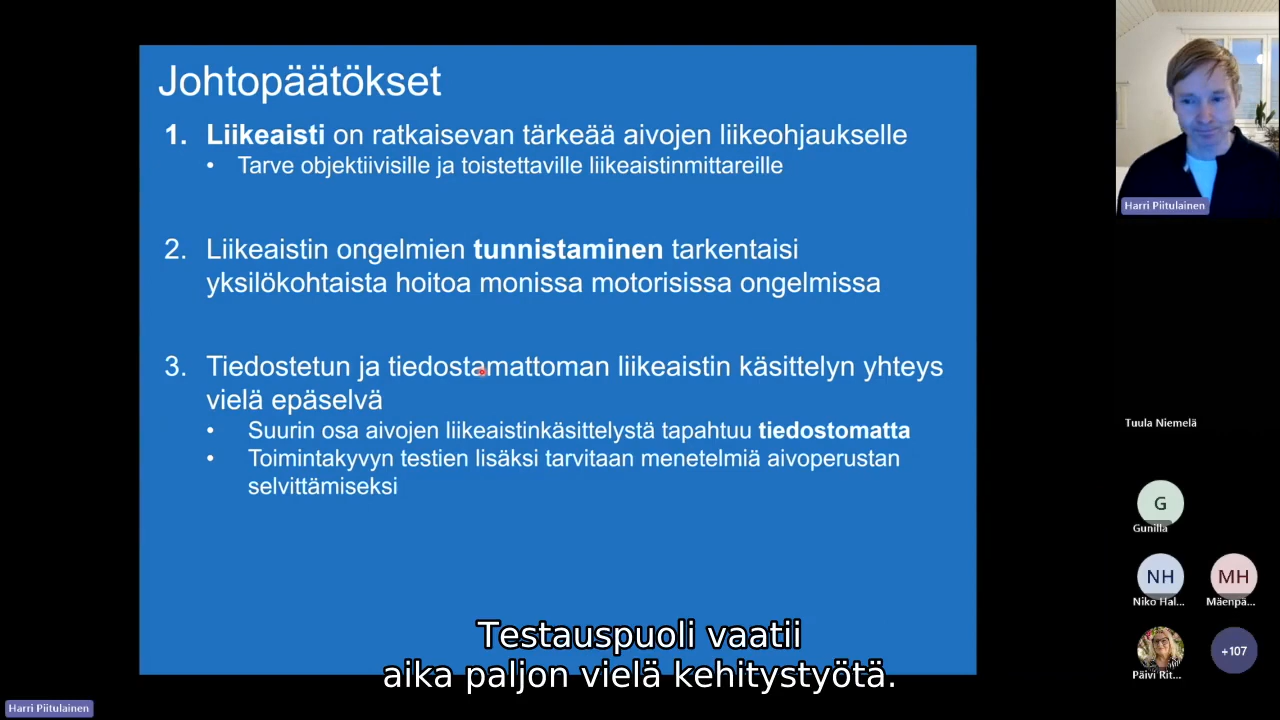 Johtopäätökset
1. Liikeaisti on ratkaisevan tärkeää aivojen liikeohjaukselle
• Tarve objektiivisille ja toistettaville liikeaistinmittareille
2. Liikeaistin ongelmien tunnistaminen tarkentaisi
yksilökohtaista hoitoa monissa motorisissa ongelmissa
3. Tiedostetun ja tiedostamattoman liikeaistin käsittelyn yhteys
vielä epäselvä
• Suurin osa aivojen liikeaistinkäsittelystä tapahtuu tiedostomatta
• Toimintakyvyn testien lisäksi tarvitaan menetelmiä aivoperustan
selvittämiseksi
Testauspuoli vaatii
aika paljon vielä kehitystyötä.
Harri Piitulainen
Harri Piitulainen
Tuula Niemelä
G
Gunilla
NH
MH
Niko Hal...
Mäenpä...
+107
Päivi Rit...